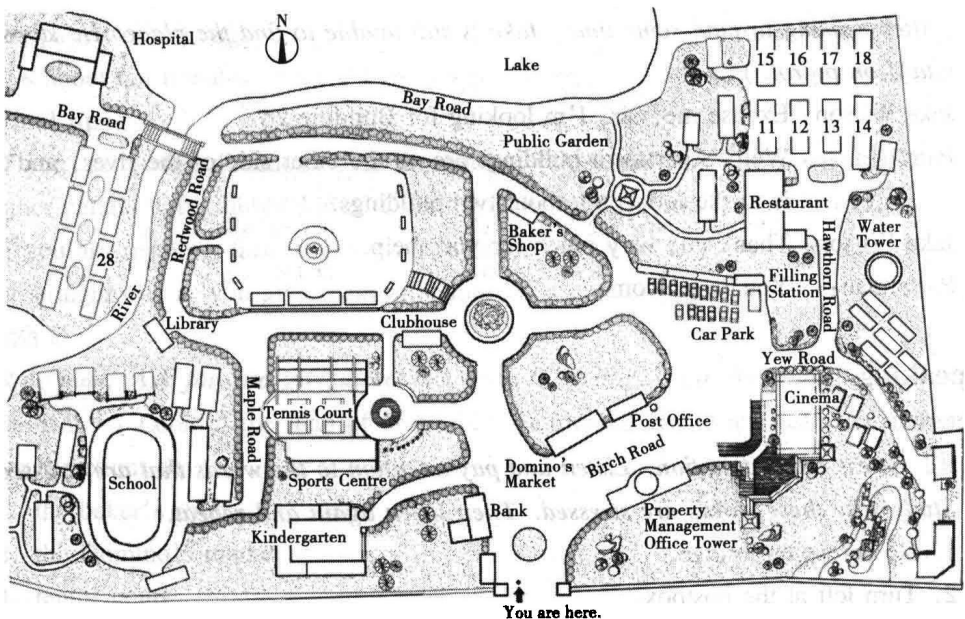 N
Hospital
Lake
15 16 17 18
Bay Road
Bay Road
Public Garden
11 12 13 14
Redwood Road
Restaurant
Baker's
Shop
Water
Tower
Hawthorn Road
28
River
Filling
Station
Library
Clubhouse
Car Park
Yew Road
Maple Road
Cinema
Tennis Court
Post Office
Birch Road
School
Sports Centre
Domino's
Market
Bank
Property
Management
Office Tower
Kindergarten
You are here.